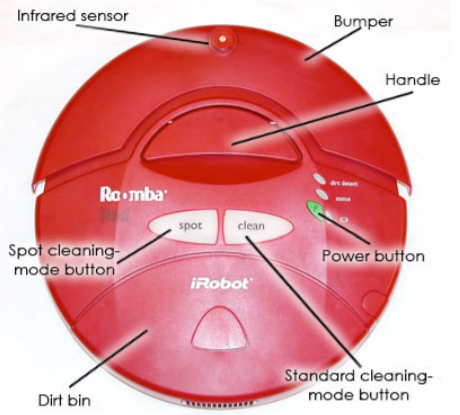 Infrared sensor
Bumper
Handle
dirt detect
Roomba
status
Red
spot
clean
Spot cleaning-
mode button
Power button
iRobot
Standard cleaning-
mode button
Dirt bin